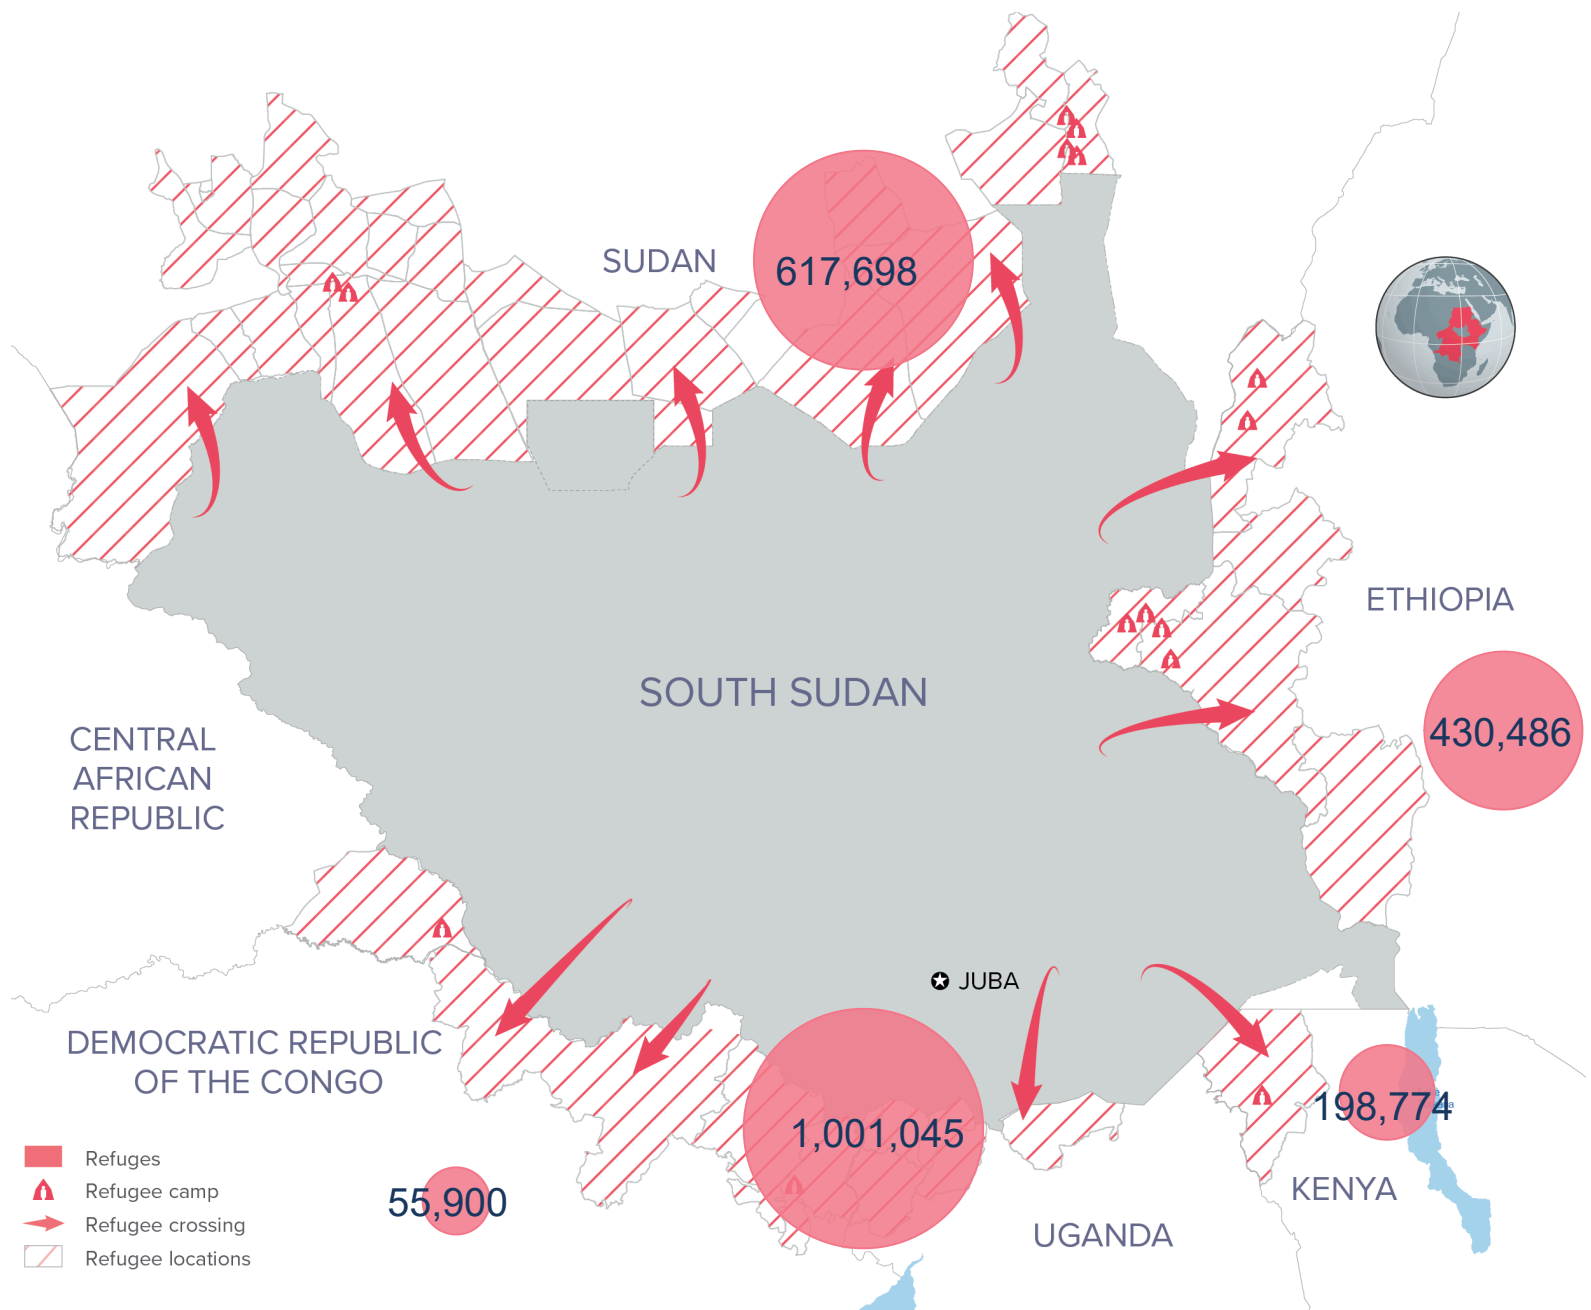 SUDAN
617,698
ETHIOPIA
430,486
SOUTH SUDAN
CENTRAL
AFRICAN
REPUBLIC
JUBA
DEMOCRATIC REPUBLIC
OF THE CONGO
1,001,045
198,774
55,900
KENYA
UGANDA
Refuges
Refugee camp
Refugee crossing
Refugee locations